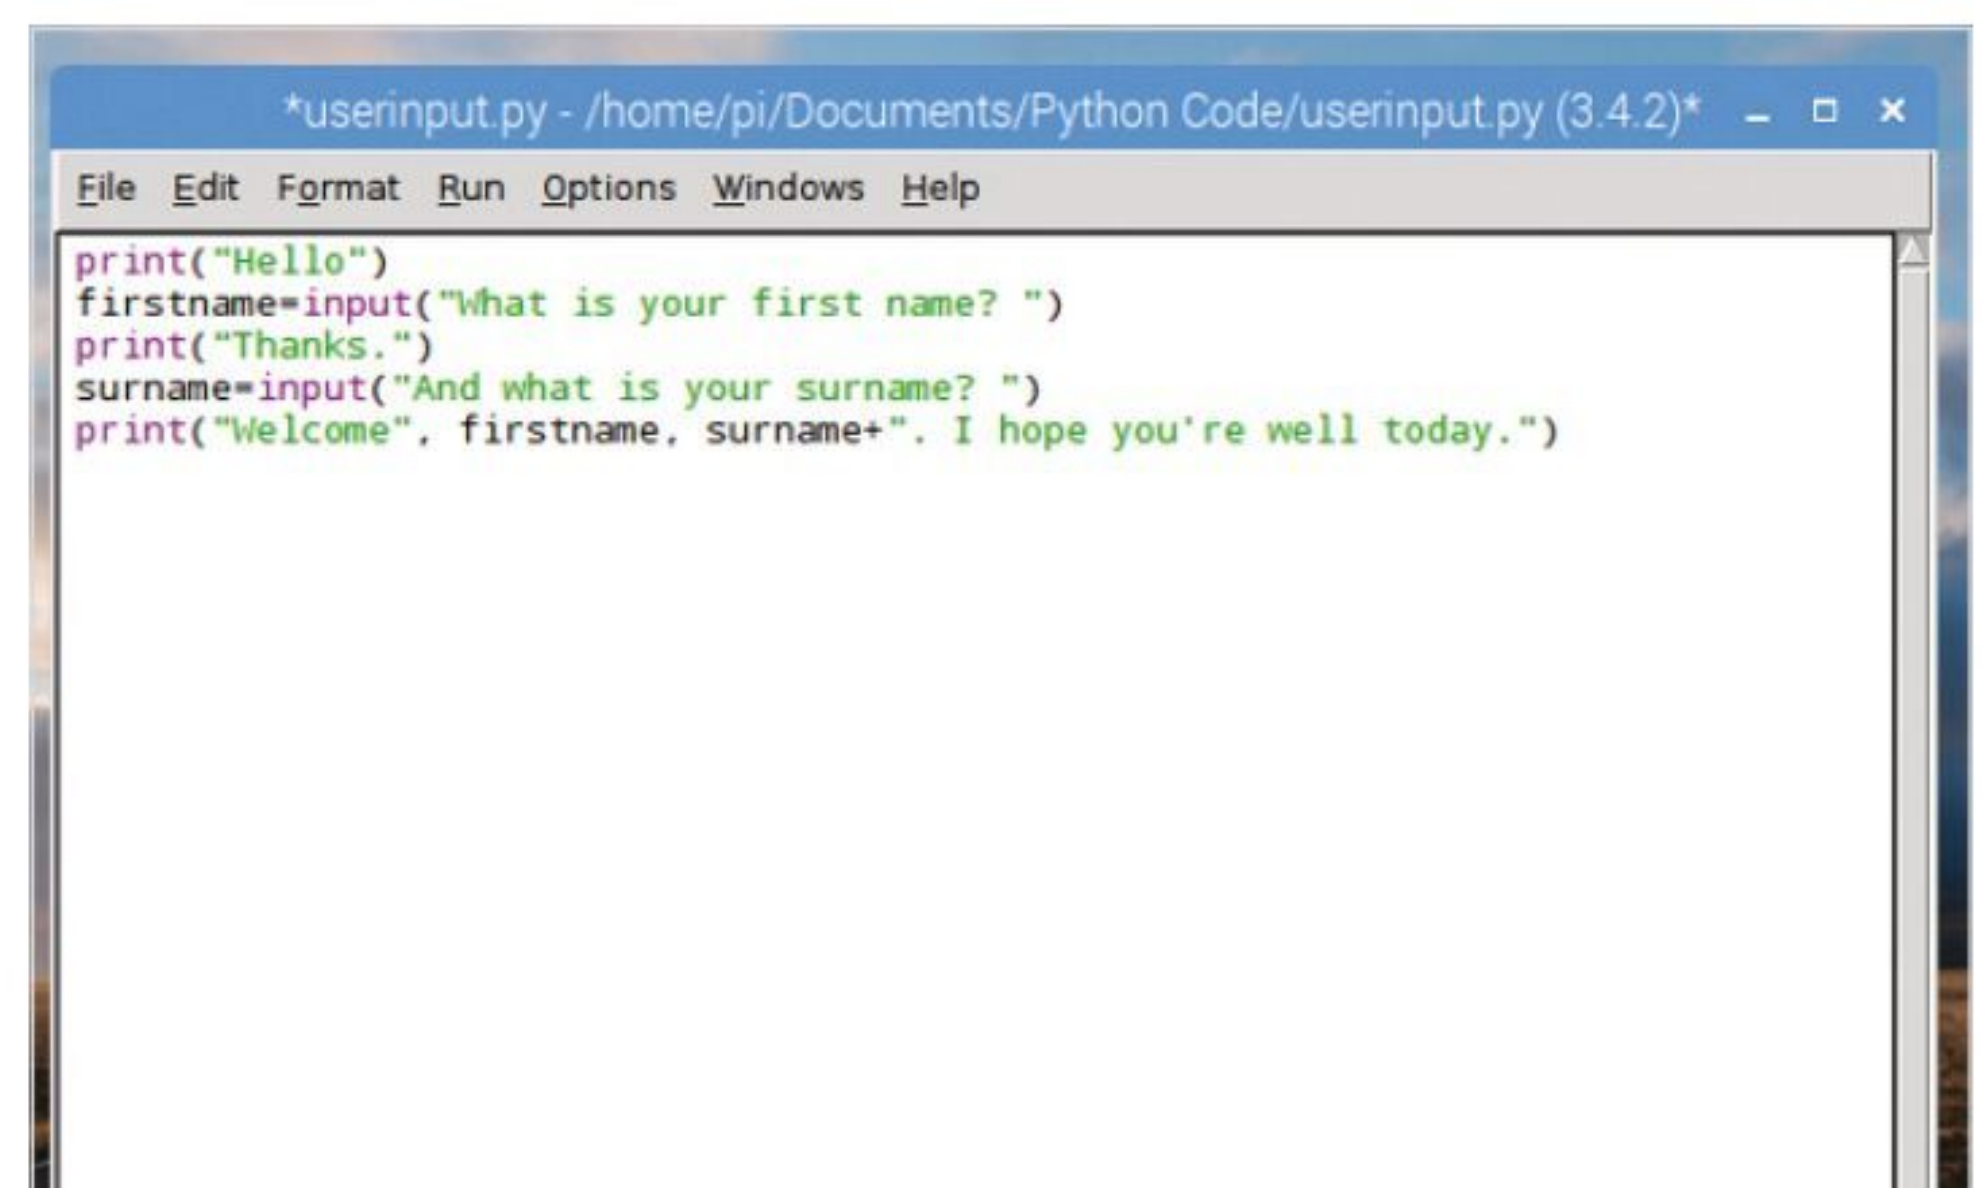 *userinput.py - /home/pi/Documents/Python Code/userinput.py (3.4.2)*
File Edit Format Run Options Windows Help
print("Hello")
firstname=input("What is your first name? ")
print("Thanks.")
surname=input("And what is your surname? ")
print("Welcome", firstname, surname+". I hope you're well today.")